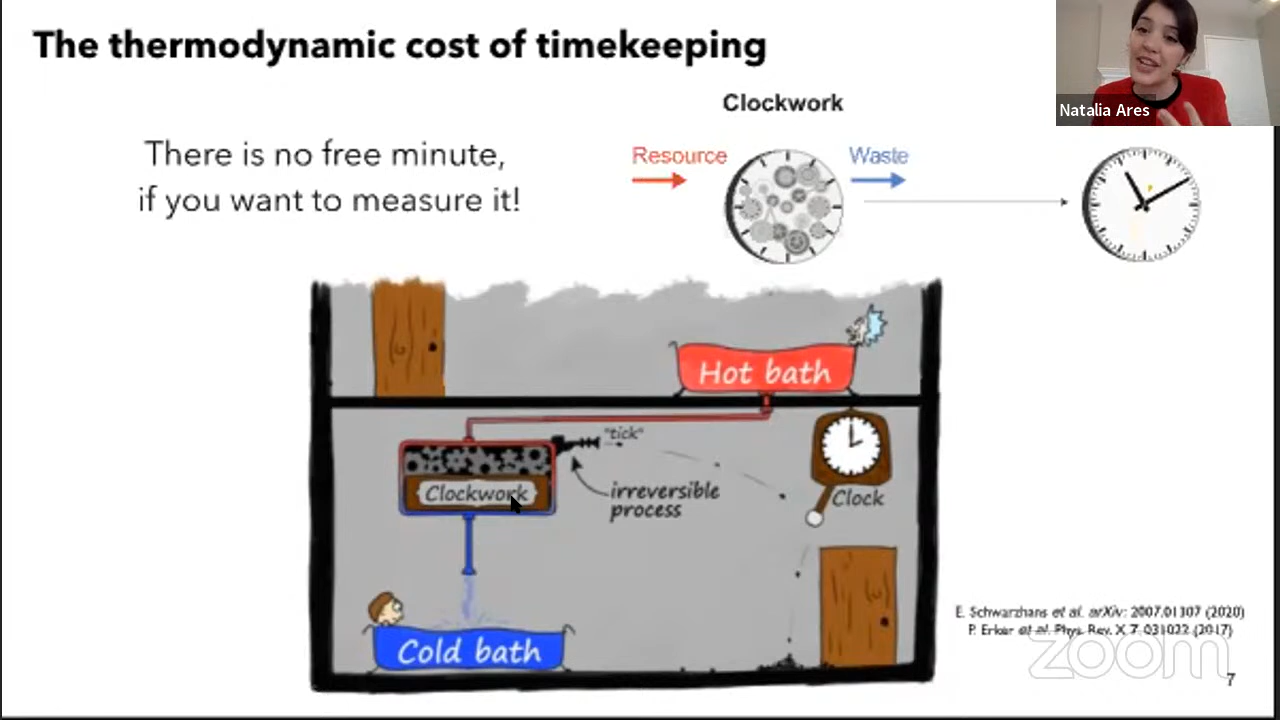 The thermodynamic cost of timekeeping
Natalia Ares
Clockwork
There is no free minute,
if you want to measure it!
Resource
Waste
Hot bath
"tick"
Clockwork
irreversible
process
Clock
Cold bath
E. Schwarzhans et al. arXiv: 2007.01307 (2020)
P. Erker et al. Phys. Rev. X 7, 031022 (2017)
zoom
7